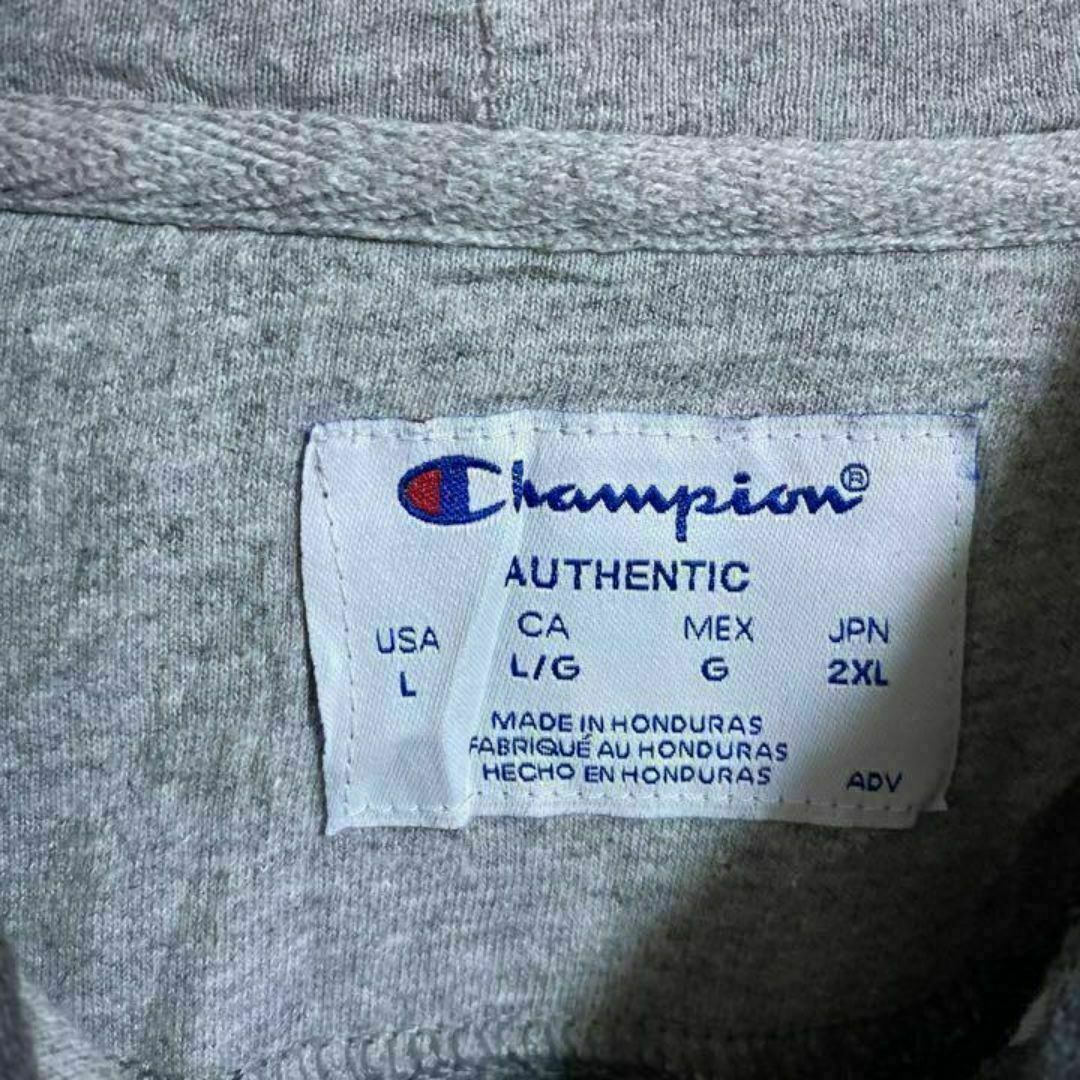 Champion®
AUTHENTIC
USA CA MEX JPN
L L/G G 2XL
MADE IN HONDURAS
FABRIQUÉ AU HONDURAS
HECHO EN HONDURAS ADV